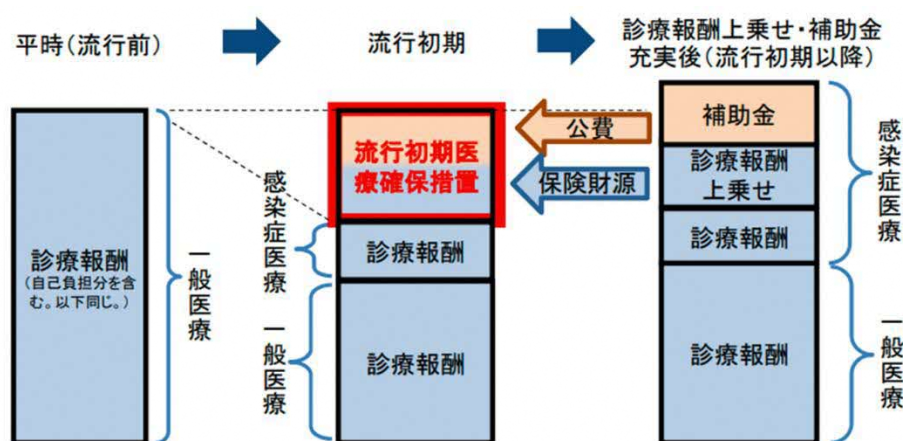 平時(流行前)
流行初期
診療報酬上乗せ・補助金
充実後(流行初期以降)
診療報酬
(自己負担分を含
む。以下同じ。)
一般医療
流行初期医
療確保措置
診療報酬
診療報酬
感染症医療
一般医療
公費
保険財源
補助金
診療報酬
上乗せ
診療報酬
診療報酬
感染症医療
一般医療